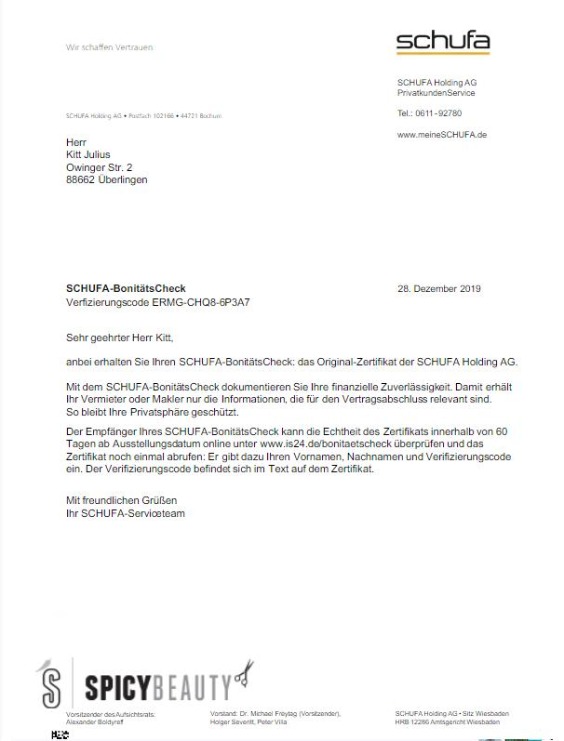 Wir schaffen Vertrauen
schufa
SCHUFA Holding AG
PrivatkundenService
Tel.: 0611-92780
www.meineSCHUFA.de
SCHUFA Holding AG • Postfach 102166 • 44721 Bochum
Herr
Kitt Julius
Owinger Str. 2
88662 Überlingen
SCHUFA-BonitätsCheck
28. Dezember 2019
Verfizierungscode ERMG-CHQ8-6P3A7
Sehr geehrter Herr Kitt,
anbei erhalten Sie Ihren SCHUFA-BonitätsCheck: das Original-Zertifikat der SCHUFA Holding AG.
Mit dem SCHUFA-BonitätsCheck dokumentieren Sie Ihre finanzielle Zuverlässigkeit. Damit erhält
Ihr Vermieter oder Makler nur die Informationen, die für den Vertragsabschluss relevant sind.
So bleibt Ihre Privatsphäre geschützt.
Der Empfänger Ihres SCHUFA-BonitätsCheck kann die Echtheit des Zertifikats innerhalb von 60
Tagen ab Ausstellungsdatum online unter www.is24.de/bonitaetscheck überprüfen und das
Zertifikat noch einmal abrufen: Er gibt dazu Ihren Vornamen, Nachnamen und Verifizierungscode
ein. Der Verifizierungscode befindet sich im Text auf dem Zertifikat.
Mit freundlichen Grüßen
Ihr SCHUFA-Serviceteam
S SPICYBEAUTY
Vorsitzender des Aufsichtsrats:
Alexander Boldyreff
Vorstand: Dr. Michael Freytag (Vorsitzender),
Holger Severitt, Peter Villa
SCHUFA Holding AG • Sitz Wiesbaden
HRB 12286 Amtsgericht Wiesbaden